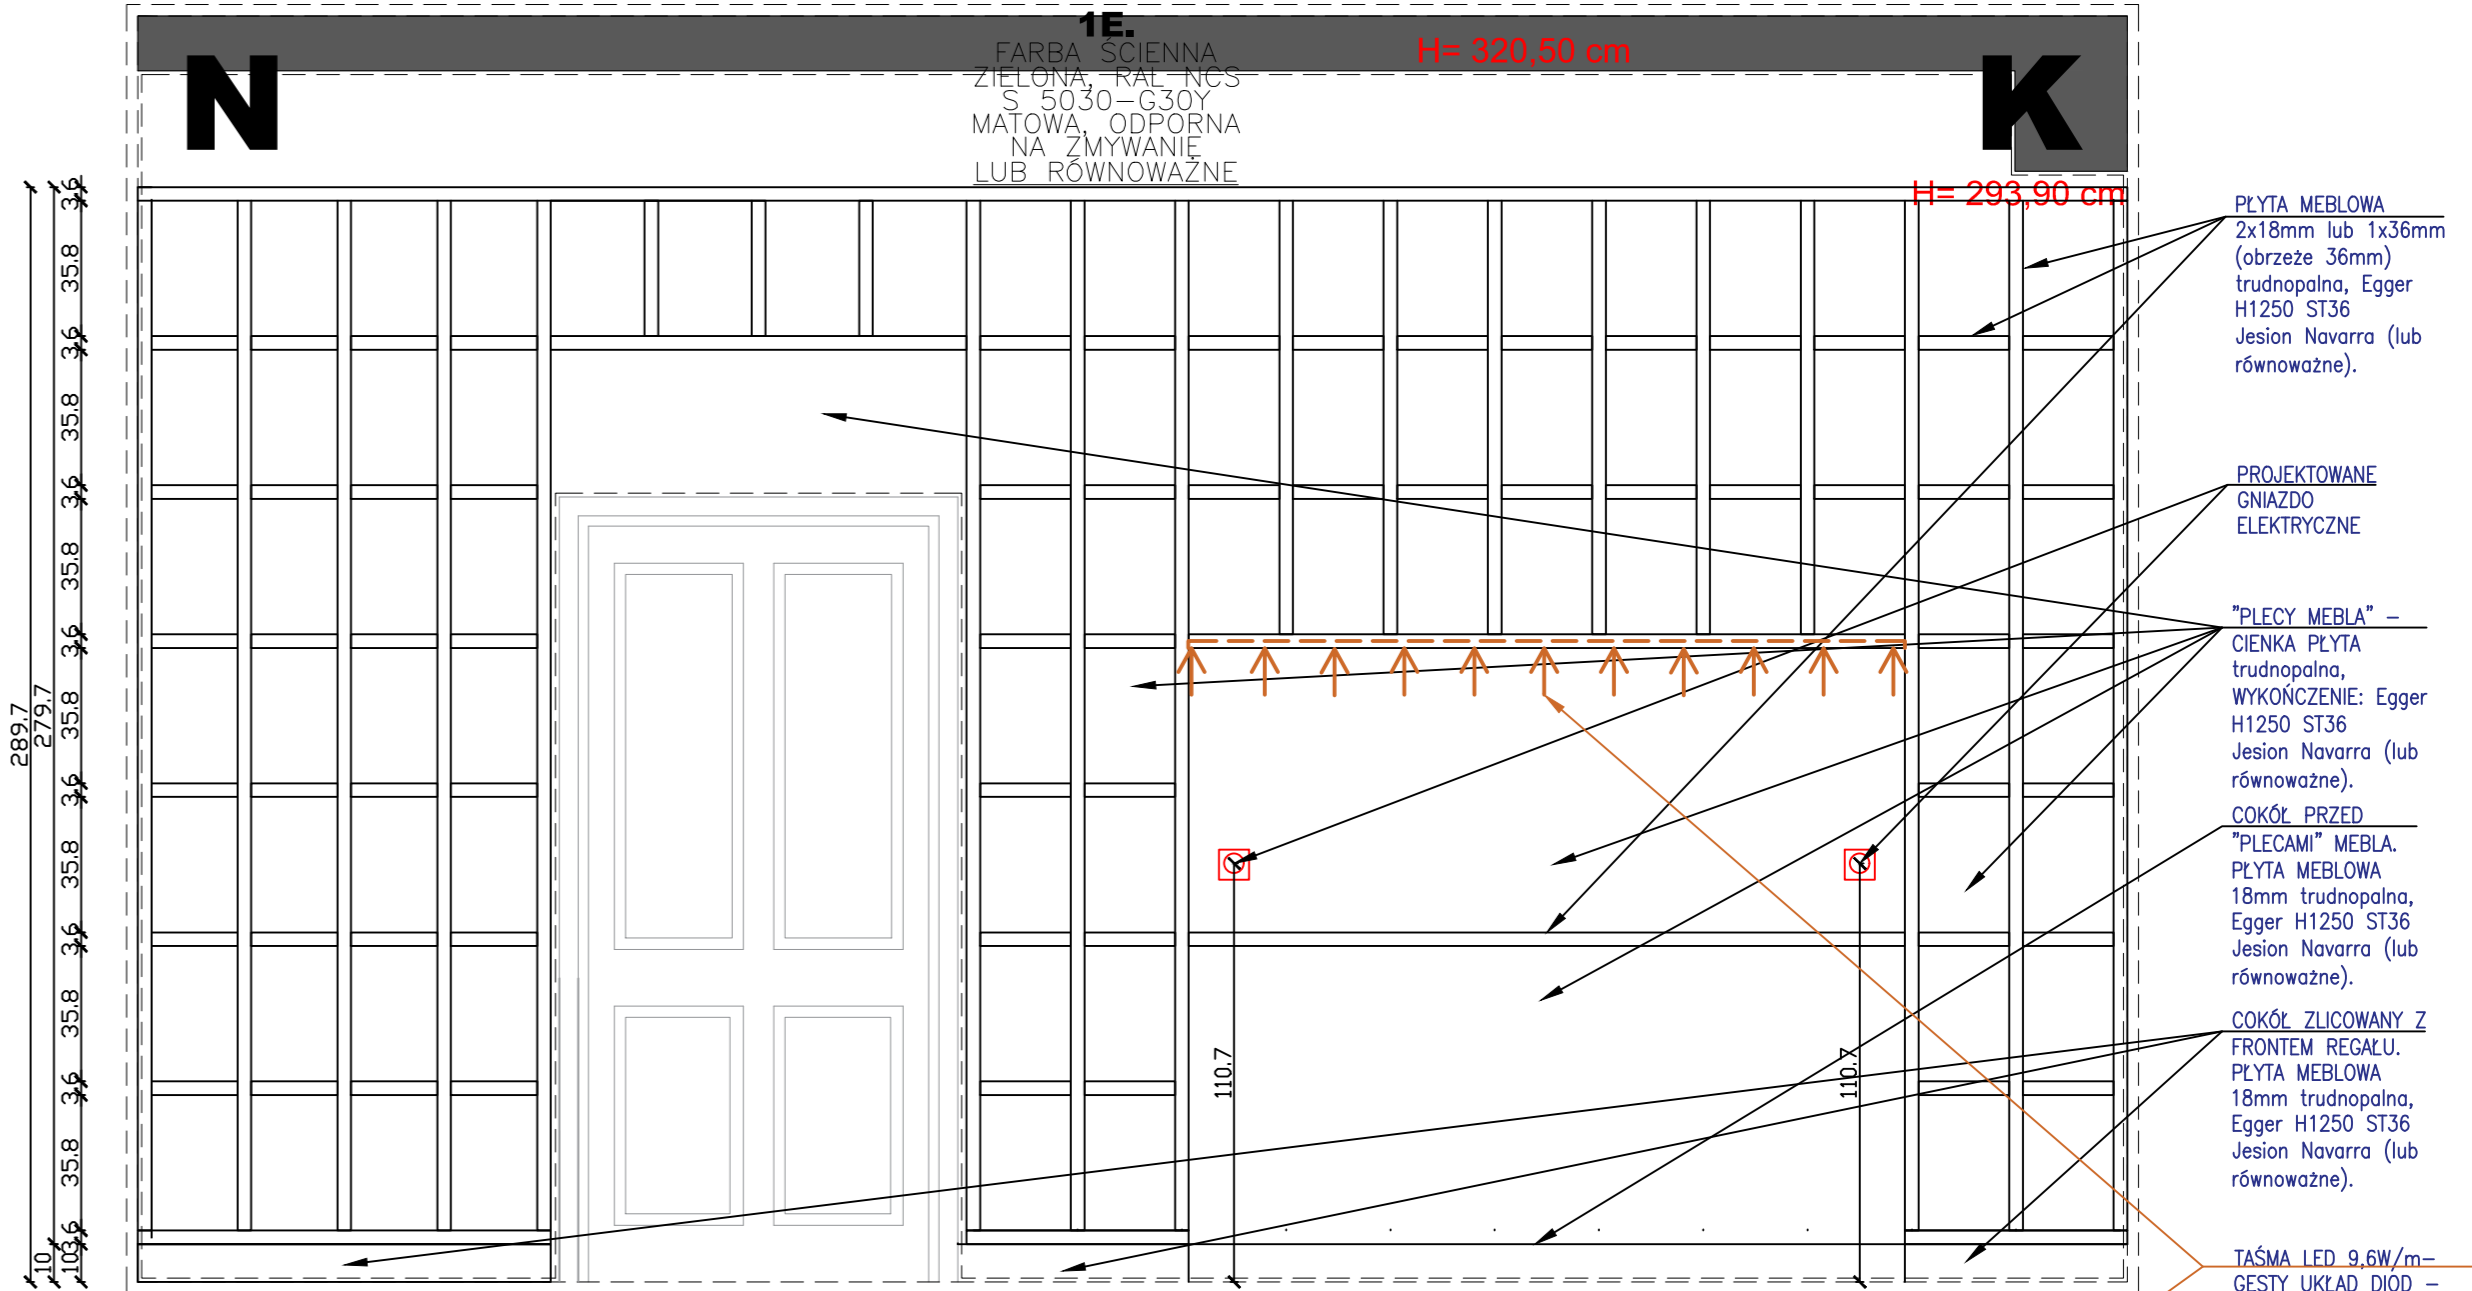 1E.
FARBA ŚCIENNA
ZIELONA, RAL NCS
S 5030-G30Y
MATOWA, ODPORNA
NA ZMYWANIE
LUB RÓWNOWAŻNE
H= 320,50 cm
N
K
H= 293,90 cm
PŁYTA MEBLOWA
2x18mm lub 1x36mm
(obrzeże 36mm)
trudnopalna, Egger
H1250 ST36
Jesion Navarra (lub
równoważne).
PROJEKTOWANE
GNIAZDO
ELEKTRYCZNE
"PLECY MEBLA" –
CIENKA PŁYTA
trudnopalna,
WYKOŃCZENIE: Egger
H1250 ST36
Jesion Navarra (lub
równoważne).
COKÓŁ PRZED
"PLECAMI" MEBLA.
PŁYTA MEBLOWA
18mm trudnopalna,
Egger H1250 ST36
Jesion Navarra (lub
równoważne).
COKÓŁ ZLICOWANY Z
FRONTEM REGAŁU.
PŁYTA MEBLOWA
18mm trudnopalna,
Egger H1250 ST36
Jesion Navarra (lub
równoważne).
TAŚMA LED 9,6W/m–
GĘSTY UKŁAD DIOD –
289.7
279.7
10
3.6
35.8
3.6
35.8
3.6
35.8
3.6
35.8
3.6
35.8
3.6
35.8
3.6
35.8
3.6
10
110.7
110.7